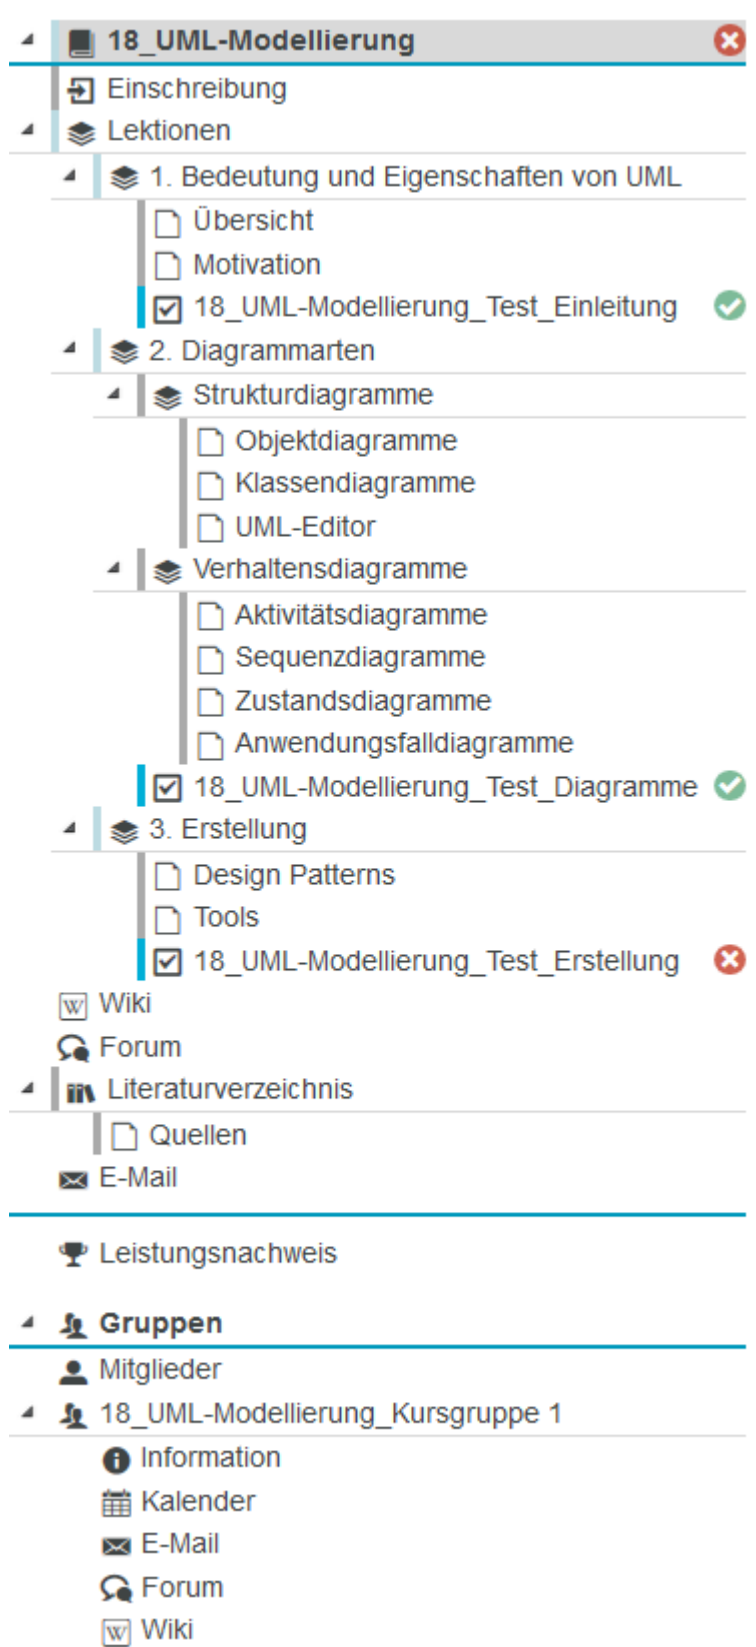 18_UML-Modellierung
Einschreibung
Lektionen
1. Bedeutung und Eigenschaften von UML
Übersicht
Motivation
18_UML-Modellierung_Test_Einleitung
2. Diagrammarten
Strukturdiagramme
Objektdiagramme
Klassendiagramme
UML-Editor
Verhaltensdiagramme
Aktivitätsdiagramme
Sequenzdiagramme
Zustandsdiagramme
Anwendungsfalldiagramme
18_UML-Modellierung_Test_Diagramme
3. Erstellung
Design Patterns
Tools
18_UML-Modellierung_Test_Erstellung
W Wiki
Forum
Literaturverzeichnis
Quellen
E-Mail
Leistungsnachweis
Gruppen
Mitglieder
18_UML-Modellierung_Kursgruppe 1
Information
Kalender
E-Mail
Forum
W Wiki